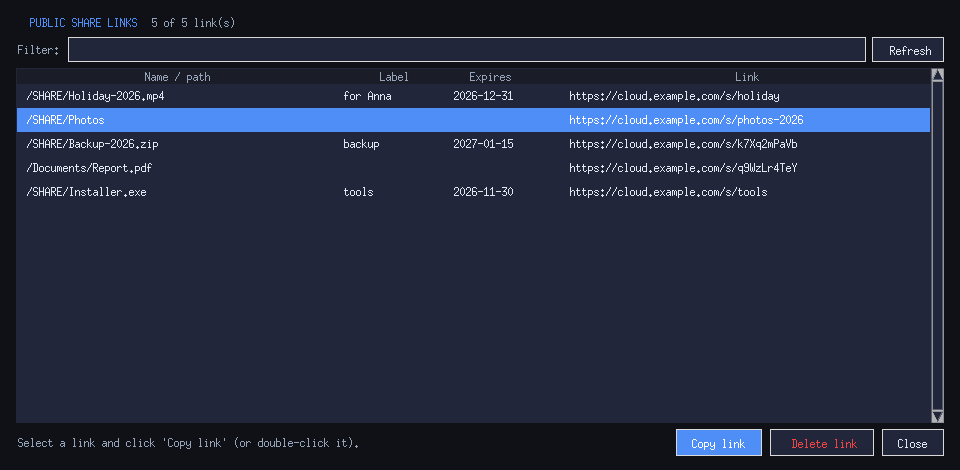 PUBLIC SHARE LINKS 5 of 5 link(s)
Filter: Refresh
Name / path Label Expires Link
/SHARE/Holiday-2026.mp4 for Anna 2026-12-31 https://cloud.example.com/s/holiday
/SHARE/Photos https://cloud.example.com/s/photos-2026
/SHARE/Backup-2026.zip backup 2027-01-15 https://cloud.example.com/s/k7Xq2mPaVb
/Documents/Report.pdf https://cloud.example.com/s/q9WzLr4TeY
/SHARE/Installer.exe tools 2026-11-30 https://cloud.example.com/s/tools
Select a link and click 'Copy link' (or double-click it). Copy link Delete link Close